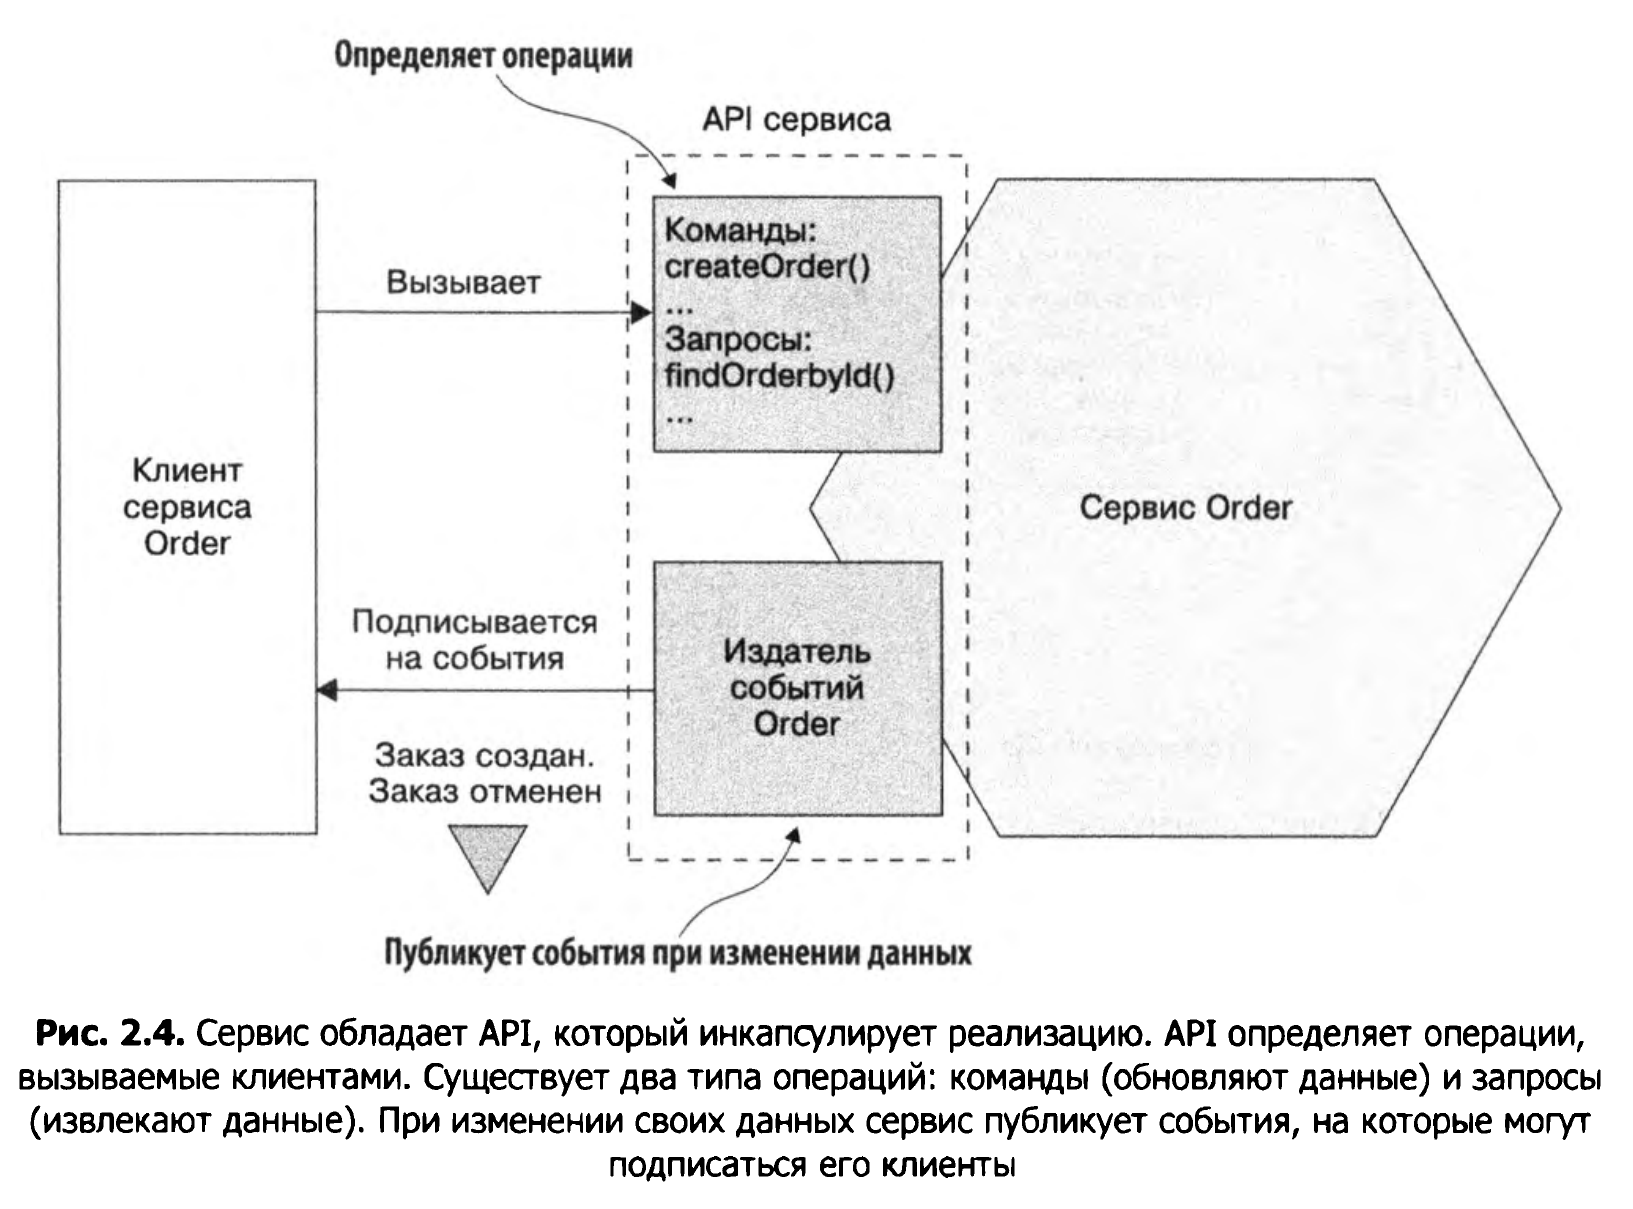 Определяет операции
API сервиса
Команды:
createOrder()
...
Запросы:
findOrderbyId()
...
Вызывает
Клиент
сервиса
Order
Сервис Order
Подписывается
на события
Издатель
событий
Order
Заказ создан.
Заказ отменен
Публикует события при изменении данных
Рис. 2.4. Сервис обладает API, который инкапсулирует реализацию. API определяет операции,
вызываемые клиентами. Существует два типа операций: команды (обновляют данные) и запросы
(извлекают данные). При изменении своих данных сервис публикует события, на которые могут
подписаться его клиенты